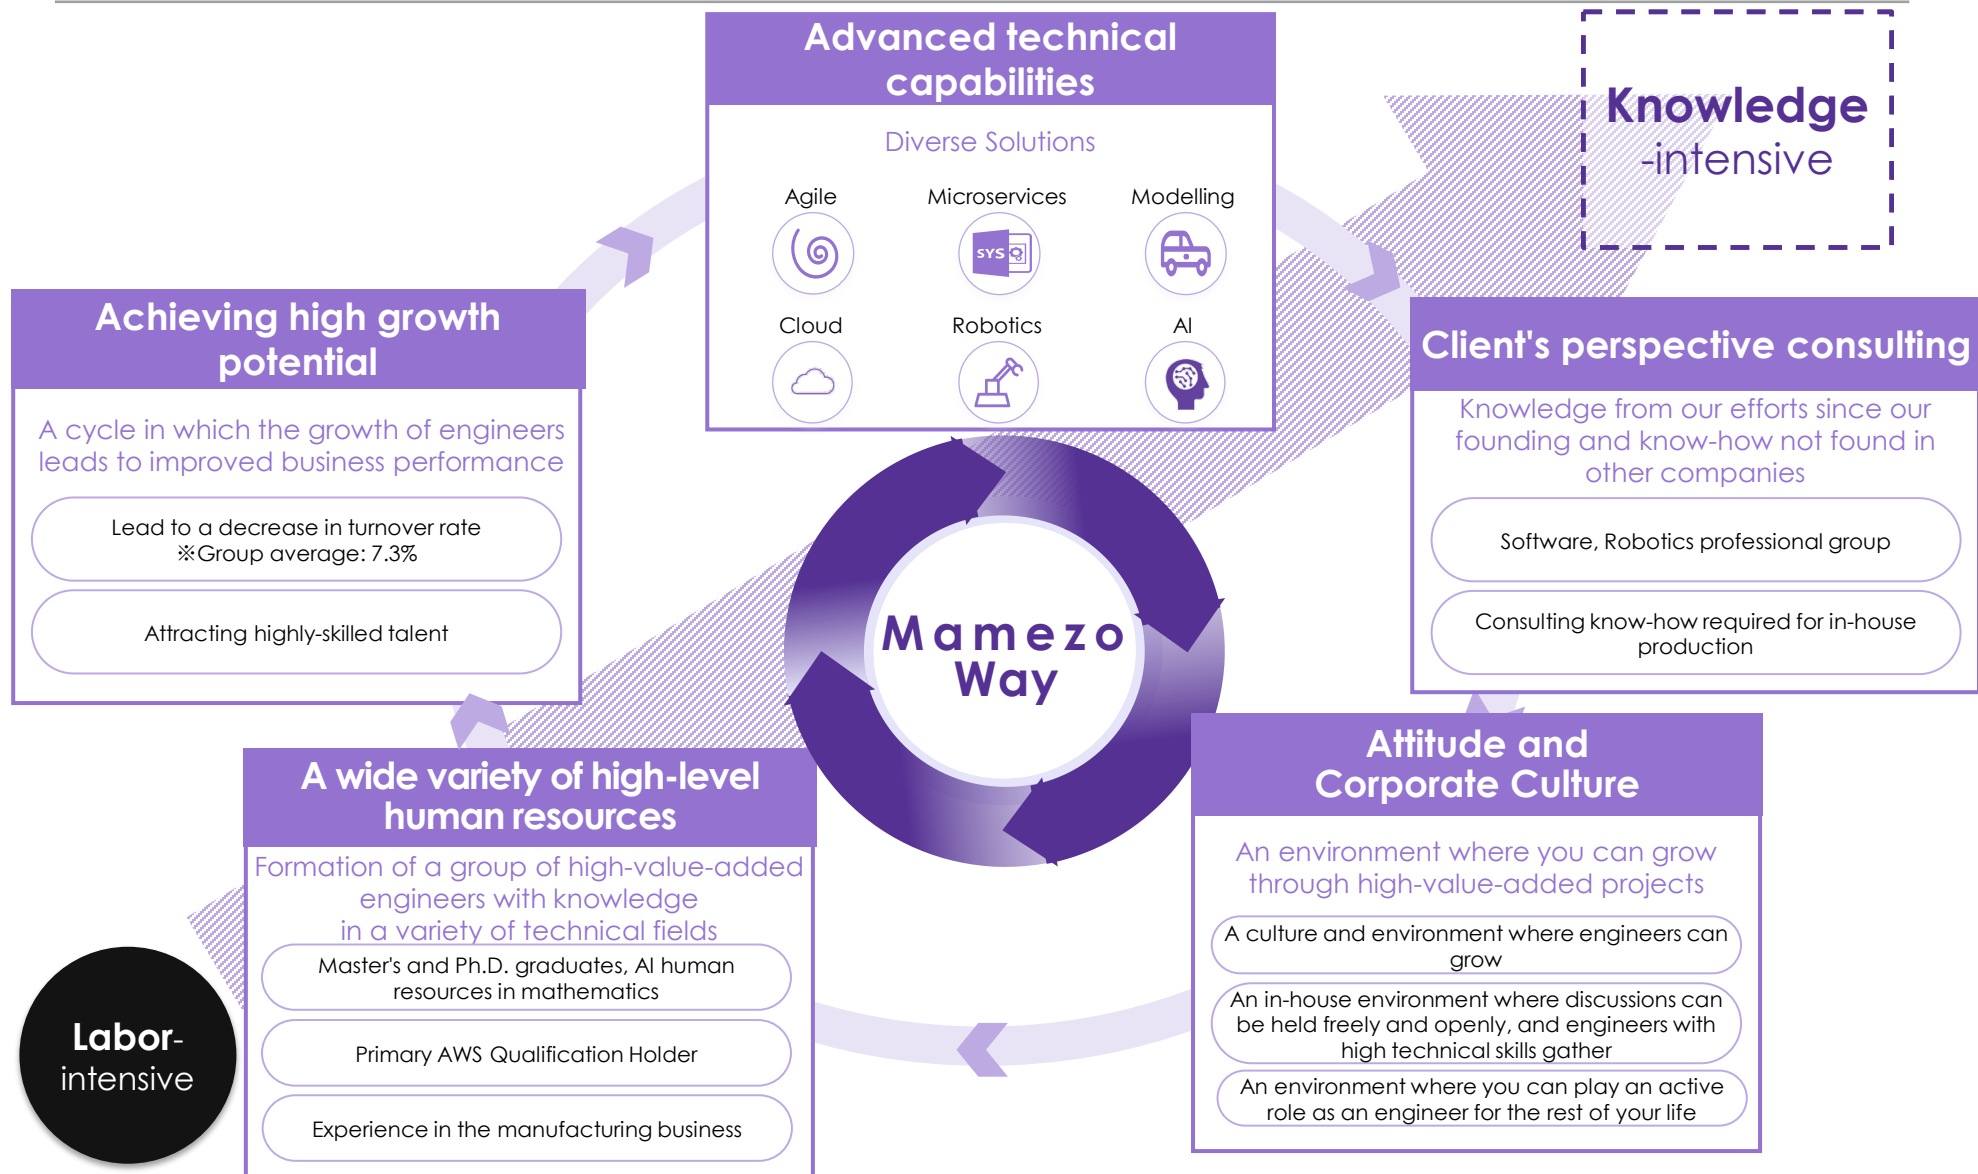 Advanced technical
capabilities
Diverse Solutions
Agile
Microservices
Modelling
SYS
Cloud
Robotics
AI
Knowledge
-intensive
Achieving high growth
potential
A cycle in which the growth of engineers
leads to improved business performance
Lead to a decrease in turnover rate
※Group average: 7.3%
Attracting highly-skilled talent
Client's perspective consulting
Knowledge from our efforts since our
founding and know-how not found in
other companies
Software, Robotics professional group
Consulting know-how required for in-house
production
Mamezo
Way
A wide variety of high-level
human resources
Formation of a group of high-value-added
engineers with knowledge
in a variety of technical fields
Master's and Ph.D. graduates, AI human
resources in mathematics
Primary AWS Qualification Holder
Experience in the manufacturing business
Attitude and
Corporate Culture
An environment where you can grow
through high-value-added projects
A culture and environment where engineers can
grow
An in-house environment where discussions can
be held freely and openly, and engineers with
high technical skills gather
An environment where you can play an active
role as an engineer for the rest of your life
Labor-
intensive